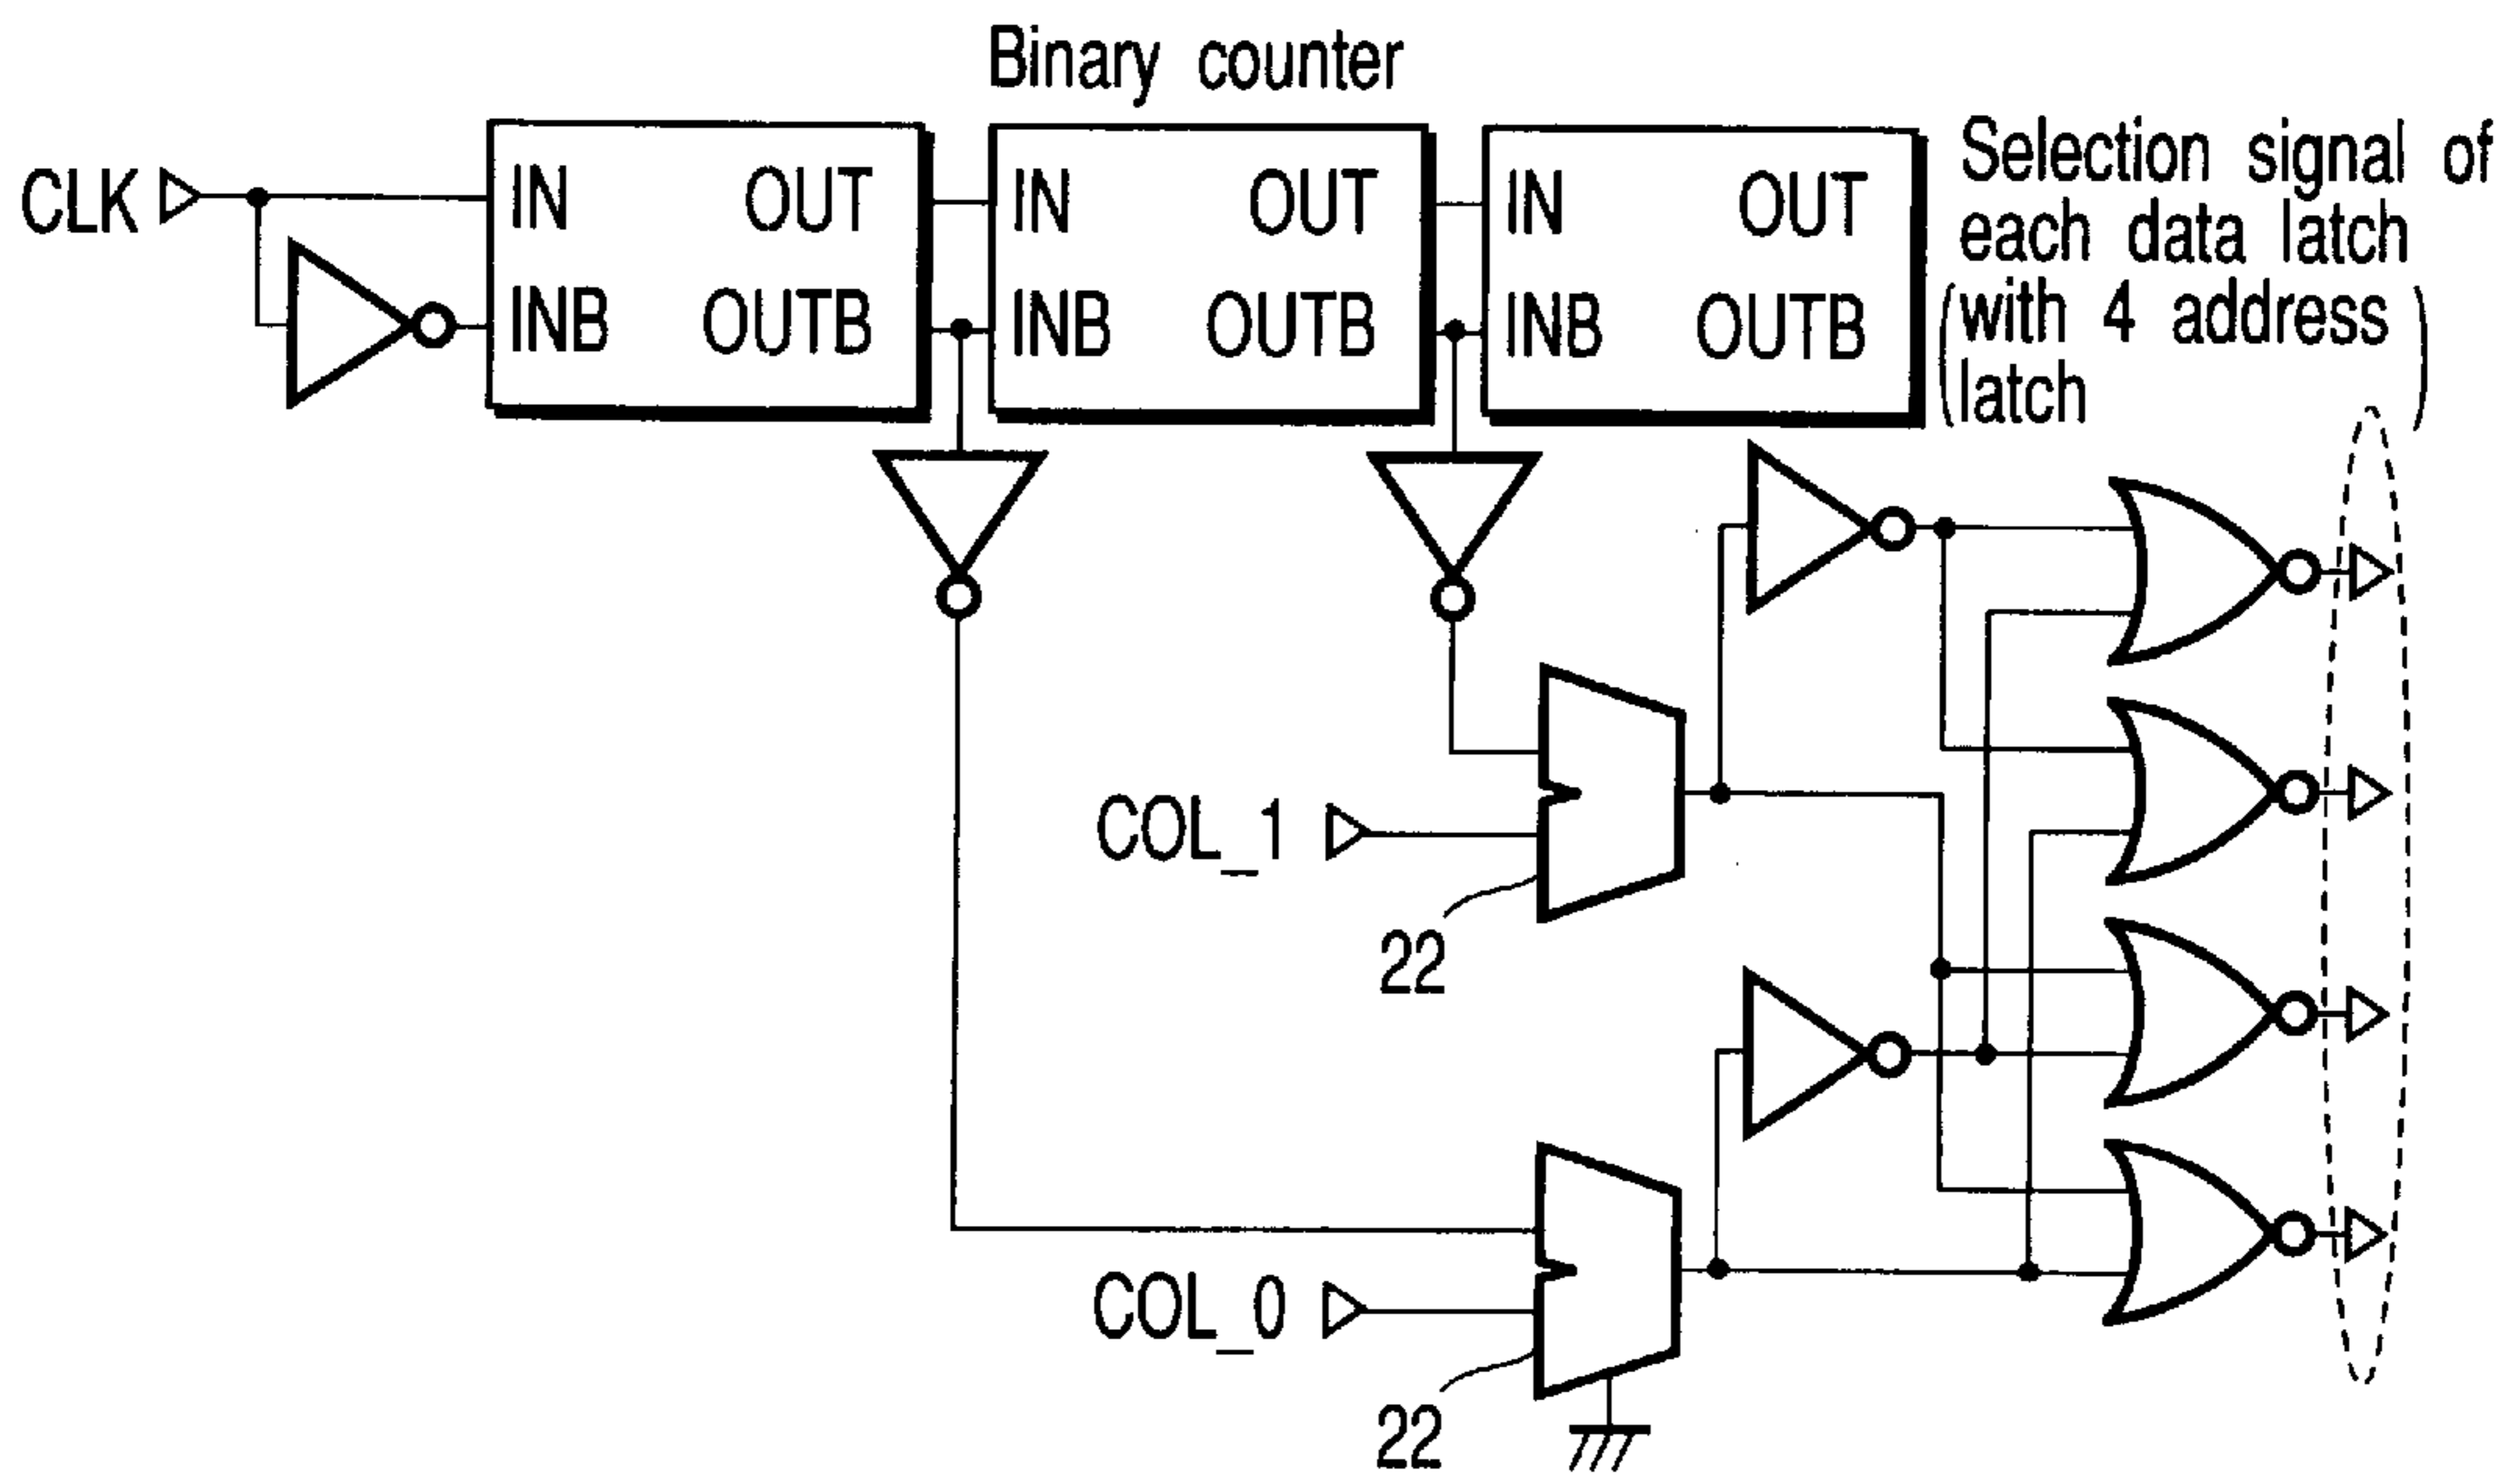 Binary counter
CLK
IN OUT
INB OUTB
IN OUT
INB OUTB
IN OUT
INB OUTB
Selection signal of
each data latch
(with 4 address
latch)
COL_1
22
COL_0
22